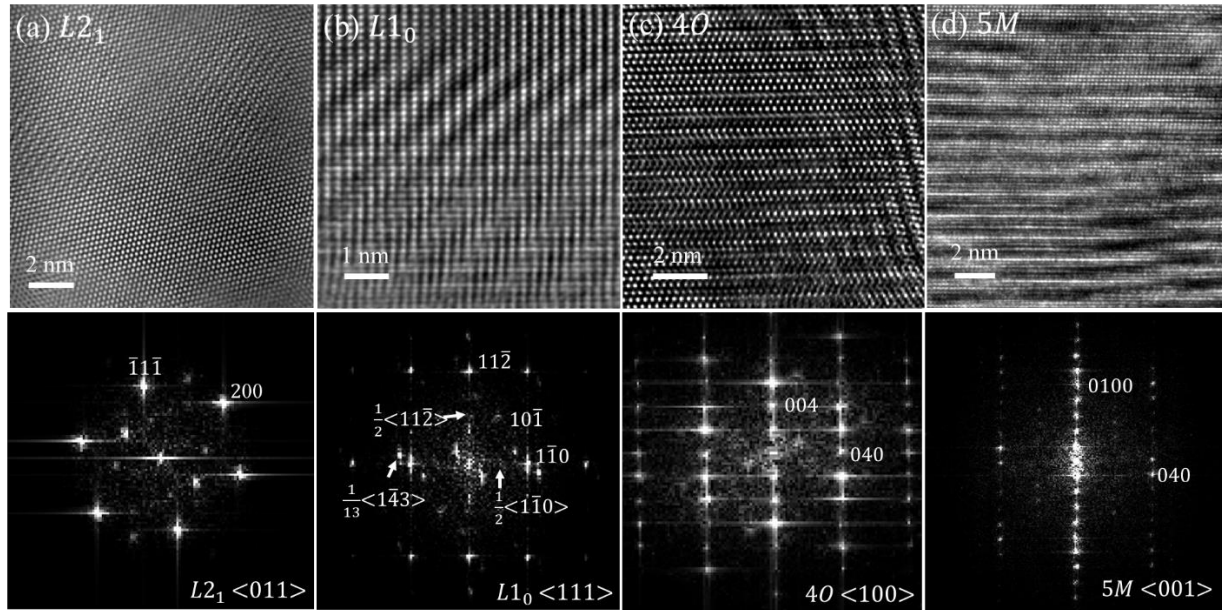 (a) L2₁
(b) L1₀
(c) 4O
(d) 5M
2 nm
1 nm
2 nm
2 nm
1̄11̄
200
L2₁ <011>
112̄
½<112̄>
101̄
11̄0
1/13<14̄3>
½<11̄0>
L1₀ <111>
004
040
4O <100>
0100
040
5M <001>